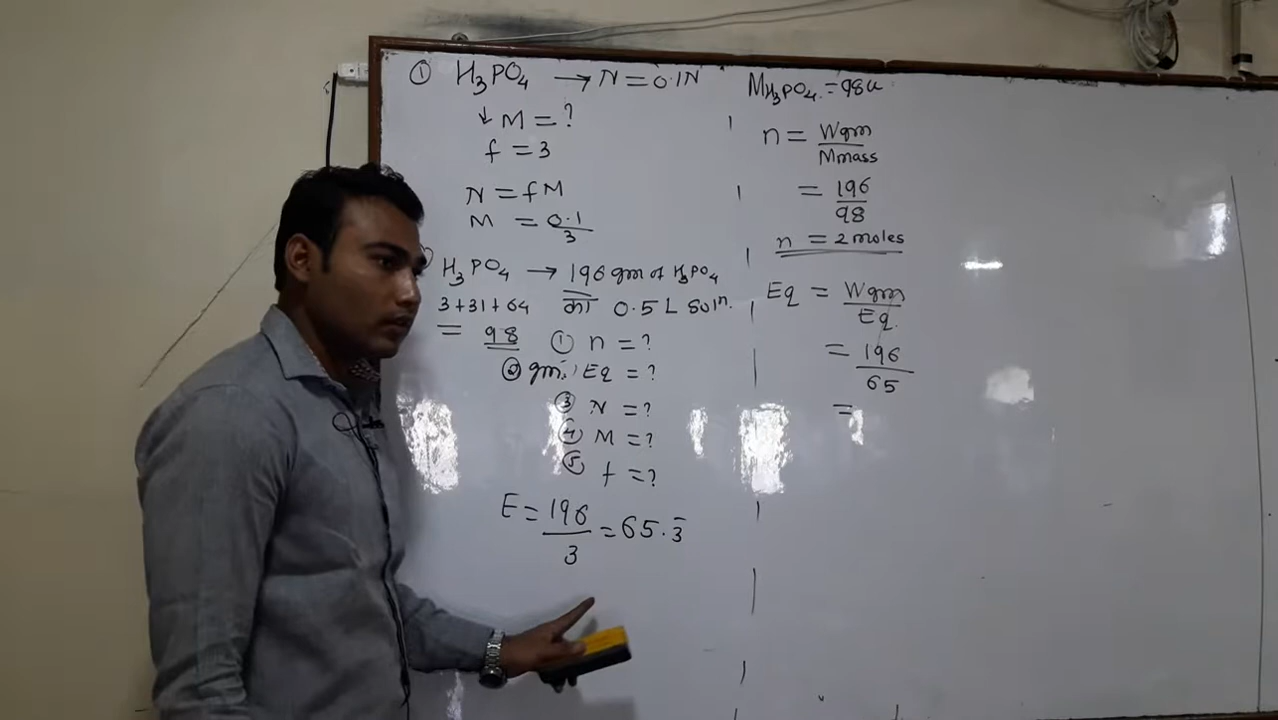 ① H₃PO₄ → N = 0.1N
↓ M = ?
f = 3
N = fM
M = 0.1/3
H₃PO₄ → 196 gm of H₃PO₄
3+31+64 का 0.5 L Solⁿ.
= 98 ① n = ?
② gm. Eq = ?
③ N = ?
④ M = ?
⑤ f = ?
E = 196/3 = 65.3̄
MH₃PO₄ = 98u
n = Wgm/Mmass
= 196/98
n = 2 moles
Eq = Wgm/Eq.
= 196/65
=